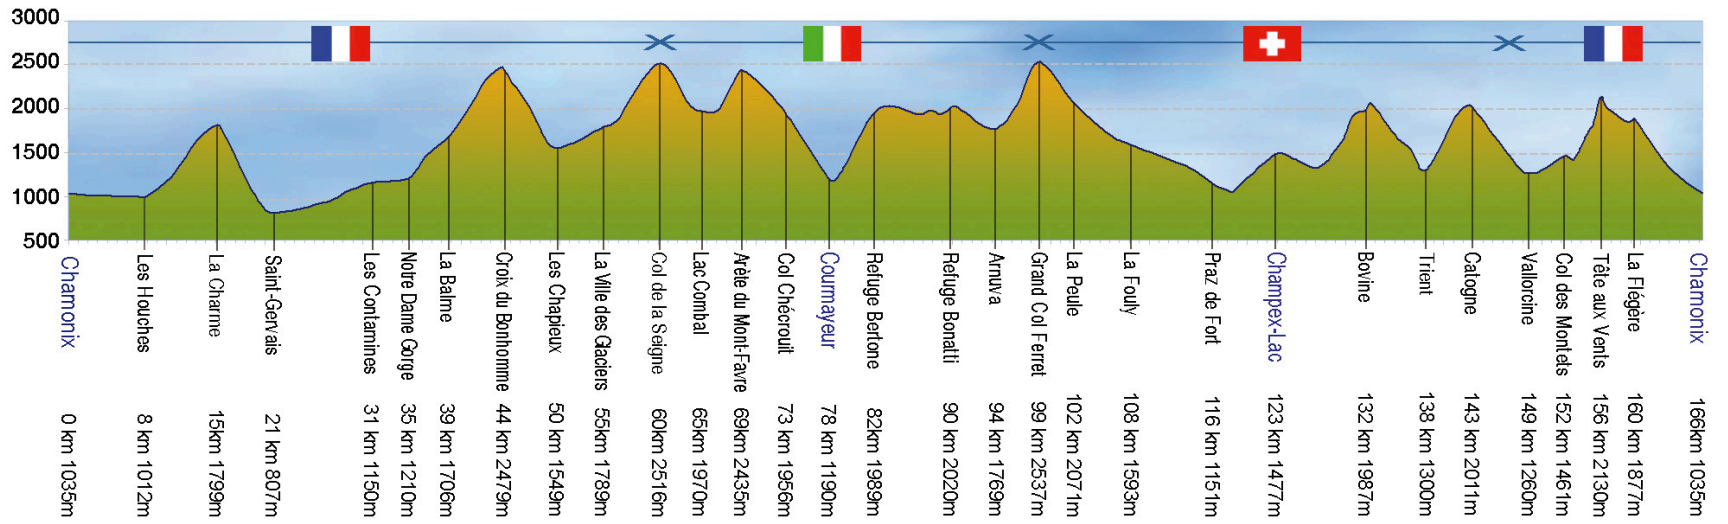 3000
2500
2000
1500
1000
500
Chamonix
Les Houches
La Charme
Saint-Gervais
Les Contamines
Notre Dame Gorge
La Balme
Croix du Bonhomme
Les Chapieux
La Ville des Glaciers
Col de la Seigne
Lac Combal
Arète du Mont-Favre
Col Chécrouit
Courmayeur
Refuge Bertone
Refuge Bonatti
Arnuva
Grand Col Ferret
La Peule
La Fouly
Praz de Fort
Champex-Lac
Bovine
Trient
Catogne
Vallorcine
Col des Montets
Tête aux Vents
La Flégère
Chamonix
0 km 1035m
8 km 1012m
15km 1799m
21 km 807m
31 km 1150m
35 km 1210m
39 km 1706m
44 km 2479m
50 km 1549m
55km 1789m
60km 2516m
65km 1970m
69km 2435m
73 km 1956m
78 km 1190m
82km 1989m
90 km 2020m
94 km 1769m
99 km 2537m
102 km 2071m
108 km 1593m
116 km 1151m
123 km 1477m
132 km 1987m
138 km 1300m
143 km 2011m
149 km 1260m
152 km 1461m
156 km 2130m
160 km 1877m
166km 1035m